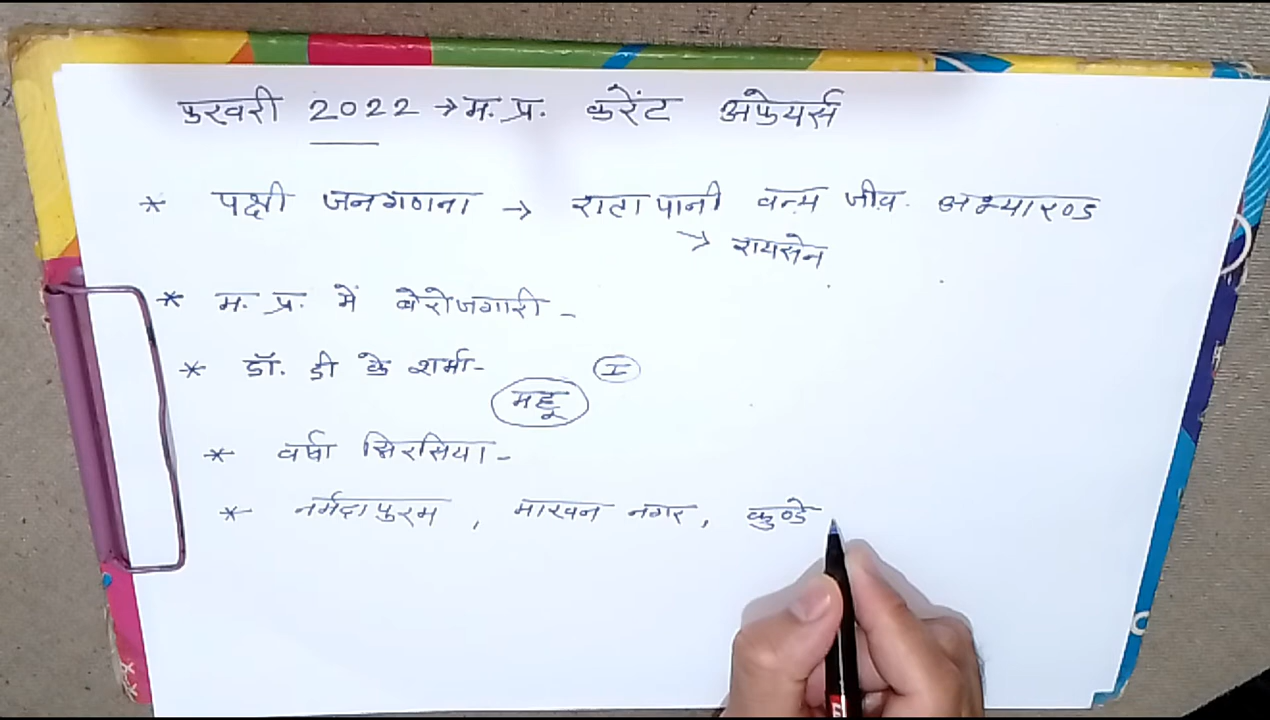 फरवरी 2022 → म. प्र. करेंट अफेयर्स
* पक्षी जनगणना → रातापानी वन्य जीव. अभ्यारण्ड
→ रायसेन
* म. प्र. में बेरोजगारी -
* डॉ. डी के शर्मा - I
महू
* वर्षा सिरसिया -
* नर्मदापुरम , माखन नगर, कुण्डे